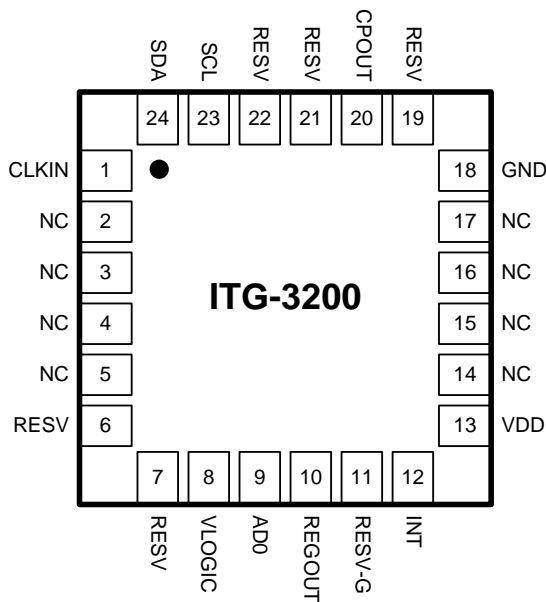 SDA SCL RESV RESV CPOUT RESV
24 23 22 21 20 19
CLKIN 1 18 GND
NC 2 17 NC
NC 3 16 NC
ITG-3200
NC 4 15 NC
NC 5 14 NC
RESV 6 13 VDD
7 8 9 10 11 12
RESV VLOGIC AD0 REGOUT RESV-G INT